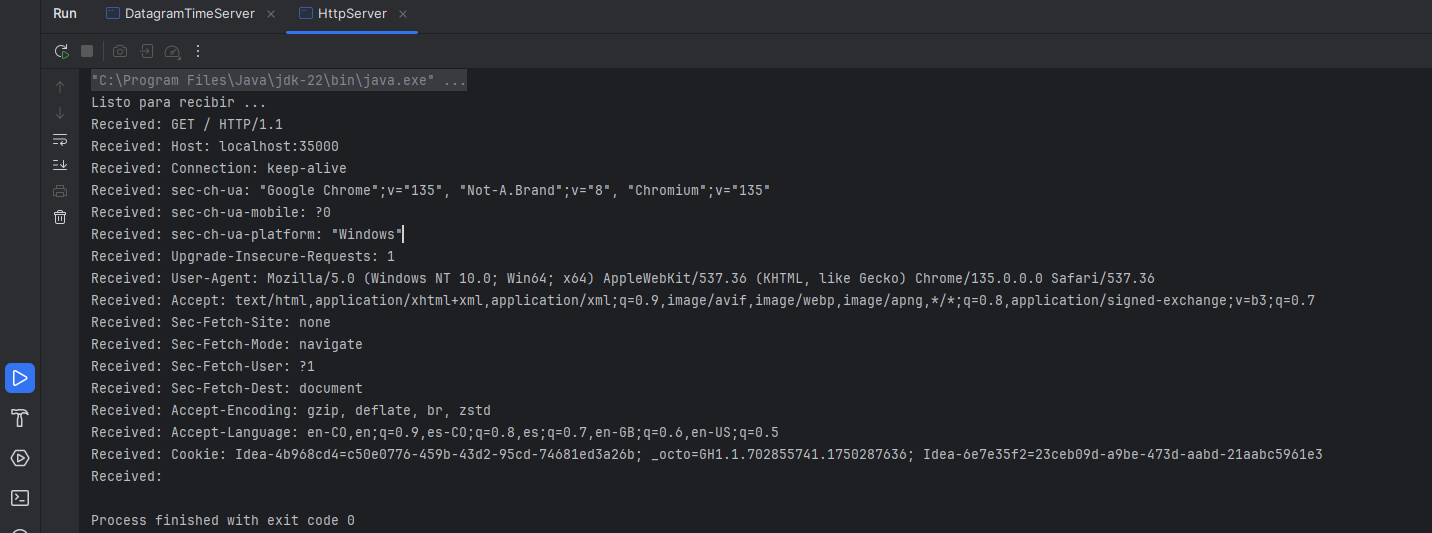 Run DatagramTimeServer HttpServer
"C:\Program Files\Java\jdk-22\bin\java.exe" ...
Listo para recibir ...
Received: GET / HTTP/1.1
Received: Host: localhost:35000
Received: Connection: keep-alive
Received: sec-ch-ua: "Google Chrome";v="135", "Not-A.Brand";v="8", "Chromium";v="135"
Received: sec-ch-ua-mobile: ?0
Received: sec-ch-ua-platform: "Windows"
Received: Upgrade-Insecure-Requests: 1
Received: User-Agent: Mozilla/5.0 (Windows NT 10.0; Win64; x64) AppleWebKit/537.36 (KHTML, like Gecko) Chrome/135.0.0.0 Safari/537.36
Received: Accept: text/html,application/xhtml+xml,application/xml;q=0.9,image/avif,image/webp,image/apng,*/*;q=0.8,application/signed-exchange;v=b3;q=0.7
Received: Sec-Fetch-Site: none
Received: Sec-Fetch-Mode: navigate
Received: Sec-Fetch-User: ?1
Received: Sec-Fetch-Dest: document
Received: Accept-Encoding: gzip, deflate, br, zstd
Received: Accept-Language: en-CO,en;q=0.9,es-CO;q=0.8,es;q=0.7,en-GB;q=0.6,en-US;q=0.5
Received: Cookie: Idea-4b968cd4=c50e0776-459b-43d2-95cd-74681ed3a26b; _octo=GH1.1.702855741.1750287636; Idea-6e7e35f2=23ceb09d-a9be-473d-aabd-21aabc5961e3
Received:
Process finished with exit code 0